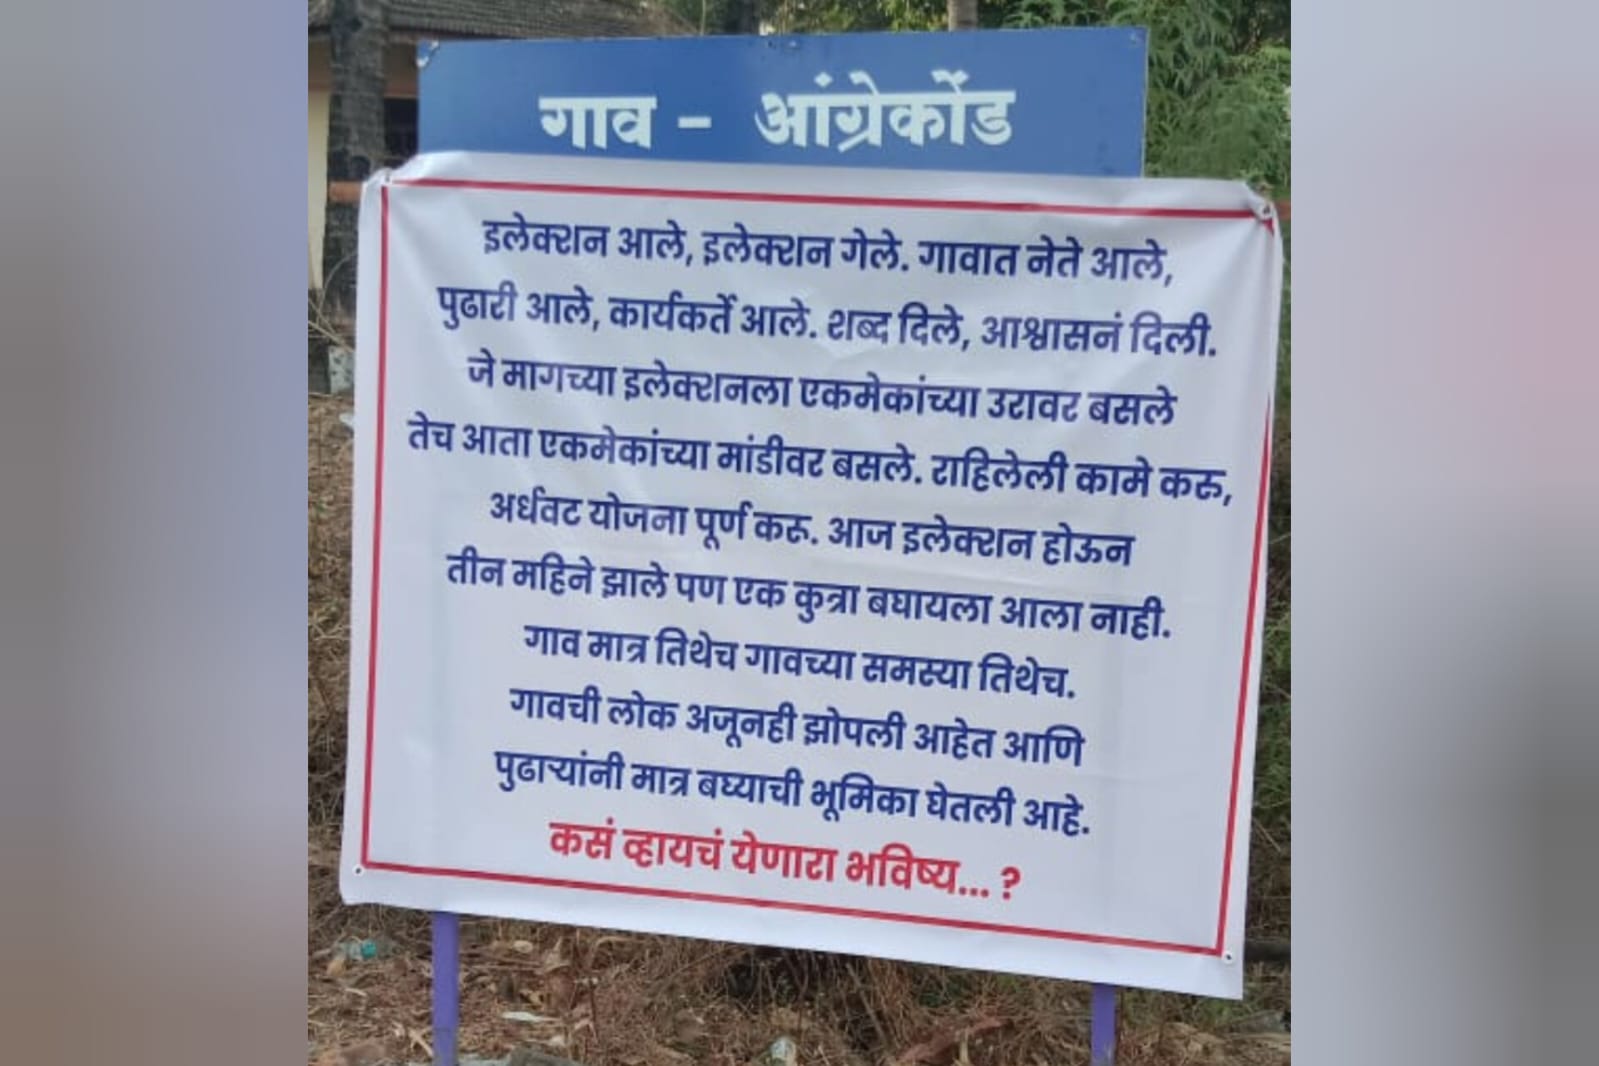 गाव - आंग्रेकोंड
इलेक्शन आले, इलेक्शन गेले. गावात नेते आले,
पुढारी आले, कार्यकर्ते आले. शब्द दिले, आश्वासनं दिली.
जे मागच्या इलेक्शनला एकमेकांच्या उरावर बसले
तेच आता एकमेकांच्या मांडीवर बसले. राहिलेली कामे करु,
अर्धवट योजना पूर्ण करू. आज इलेक्शन होऊन
तीन महिने झाले पण एक कुत्रा बघायला आला नाही.
गाव मात्र तिथेच गावच्या समस्या तिथेच.
गावची लोक अजूनही झोपली आहेत आणि
पुढाऱ्यांनी मात्र बघ्याची भूमिका घेतली आहे.
कसं व्हायचं येणारा भविष्य... ?